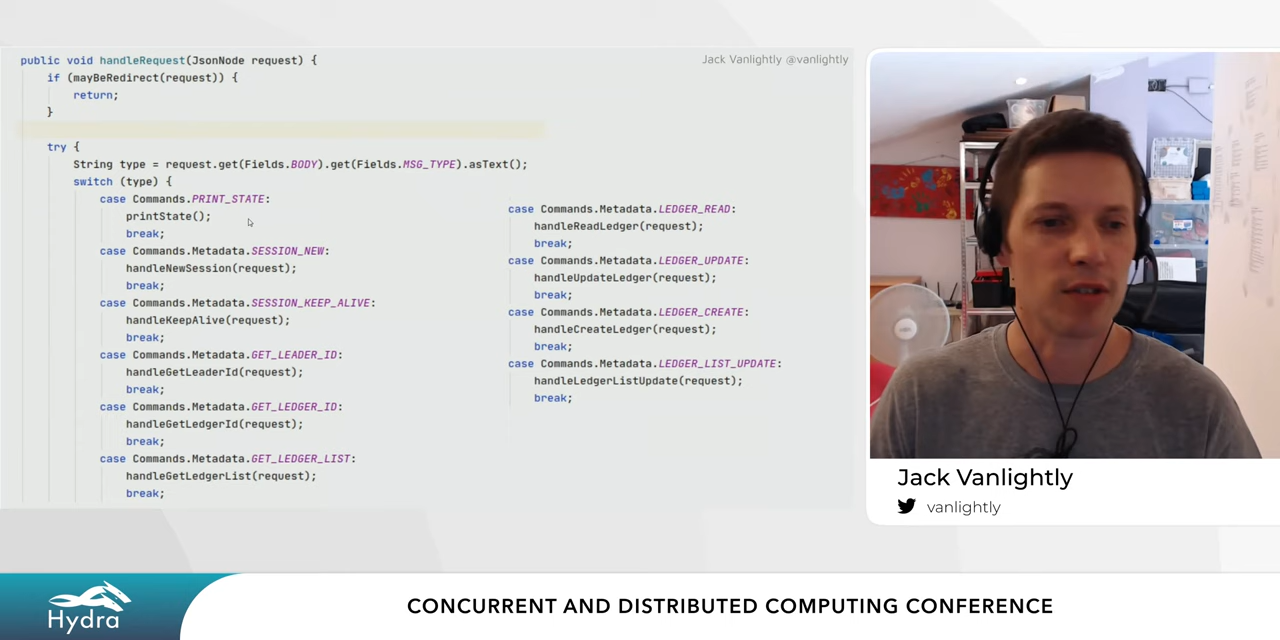 public void handleRequest(JsonNode request) {
if (mayBeRedirect(request)) {
return;
}
try {
String type = request.get(Fields.BODY).get(Fields.MSG_TYPE).asText();
switch (type) {
case Commands.PRINT_STATE:
printState();
break;
case Commands.Metadata.SESSION_NEW:
handleNewSession(request);
break;
case Commands.Metadata.SESSION_KEEP_ALIVE:
handleKeepAlive(request);
break;
case Commands.Metadata.GET_LEADER_ID:
handleGetLeaderId(request);
break;
case Commands.Metadata.GET_LEDGER_ID:
handleGetLedgerId(request);
break;
case Commands.Metadata.GET_LEDGER_LIST:
handleGetLedgerList(request);
break;
case Commands.Metadata.LEDGER_READ:
handleReadLedger(request);
break;
case Commands.Metadata.LEDGER_UPDATE:
handleUpdateLedger(request);
break;
case Commands.Metadata.LEDGER_CREATE:
handleCreateLedger(request);
break;
case Commands.Metadata.LEDGER_LIST_UPDATE:
handleLedgerListUpdate(request);
break;
Jack Vanlightly @vanlightly
Jack Vanlightly
vanlightly
Hydra
CONCURRENT AND DISTRIBUTED COMPUTING CONFERENCE